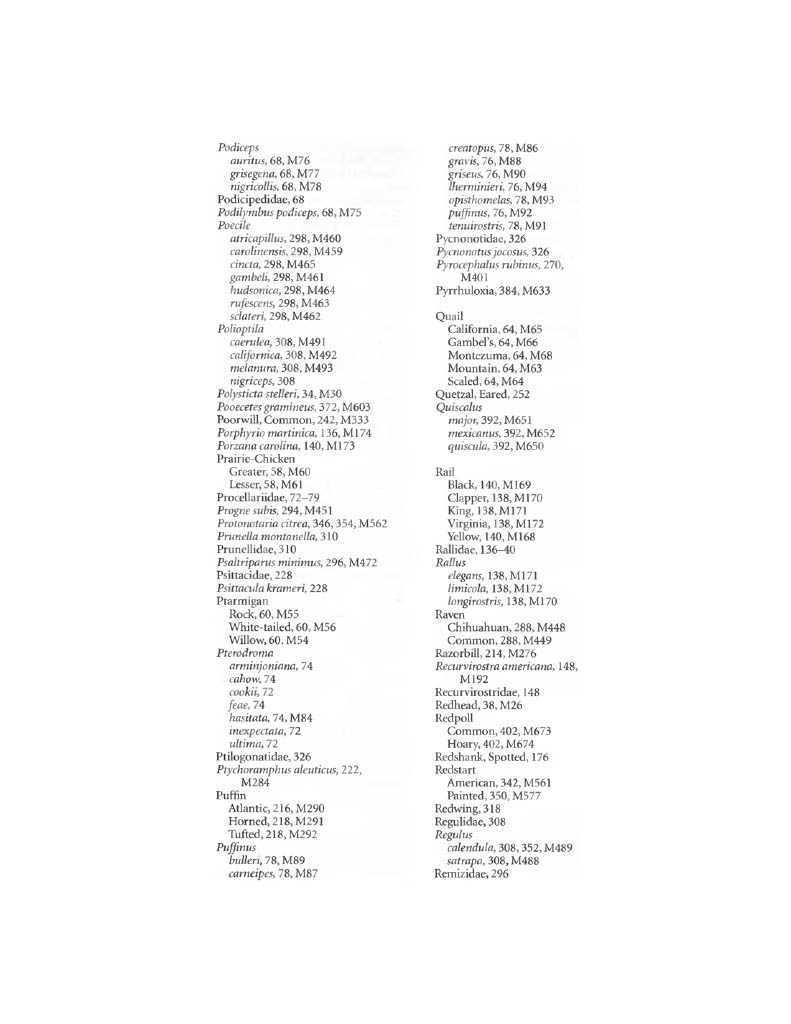 Podiceps
auritus, 68, M76
grisegena, 68, M77
nigricollis, 68, M78
Podicipedidae, 68
Podilymbus podiceps, 68, M75
Poecile
atricapillus, 298, M460
carolinensis, 298, M459
cincta, 298, M465
gambeli, 298, M461
hudsonica, 298, M464
rufescens, 298, M463
sclateri, 298, M462
Polioptila
caerulea, 308, M491
californica, 308, M492
melanura, 308, M493
nigriceps, 308
Polysticta stelleri, 34, M30
Pooecetes gramineus, 372, M603
Poorwill, Common, 242, M333
Porphyrio martinica, 136, M174
Porzana carolina, 140, M173
Prairie-Chicken
Greater, 58, M60
Lesser, 58, M61
Procellariidae, 72–79
Progne subis, 294, M451
Protonotaria citrea, 346, 354, M562
Prunella montanella, 310
Prunellidae, 310
Psaltriparus minimus, 296, M472
Psittacidae, 228
Psittacula krameri, 228
Ptarmigan
Rock, 60, M55
White-tailed, 60, M56
Willow, 60, M54
Pterodroma
arminjoniana, 74
cahow, 74
cookii, 72
feae, 74
hasitata, 74, M84
inexpectata, 72
ultima, 72
Ptilogonatidae, 326
Ptychoramphus aleuticus, 222,
M284
Puffin
Atlantic, 216, M290
Horned, 218, M291
Tufted, 218, M292
Puffinus
bulleri, 78, M89
carneipes, 78, M87
creatopus, 78, M86
gravis, 76, M88
griseus, 76, M90
lherminieri, 76, M94
opisthomelas, 78, M93
puffinus, 76, M92
tenuirostris, 78, M91
Pycnonotidae, 326
Pycnonotus jocosus, 326
Pyrocephalus rubinus, 270,
M401
Pyrrhuloxia, 384, M633
Quail
California, 64, M65
Gambel's, 64, M66
Montezuma, 64, M68
Mountain, 64, M63
Scaled, 64, M64
Quetzal, Eared, 252
Quiscalus
major, 392, M651
mexicanus, 392, M652
quiscula, 392, M650
Rail
Black, 140, M169
Clapper, 138, M170
King, 138, M171
Virginia, 138, M172
Yellow, 140, M168
Rallidae, 136–40
Rallus
elegans, 138, M171
limicola, 138, M172
longirostris, 138, M170
Raven
Chihuahuan, 288, M448
Common, 288, M449
Razorbill, 214, M276
Recurvirostra americana, 148,
M192
Recurvirostridae, 148
Redhead, 38, M26
Redpoll
Common, 402, M673
Hoary, 402, M674
Redshank, Spotted, 176
Redstart
American, 342, M561
Painted, 350, M577
Redwing, 318
Regulidae, 308
Regulus
calendula, 308, 352, M489
satrapa, 308, M488
Remizidae, 296